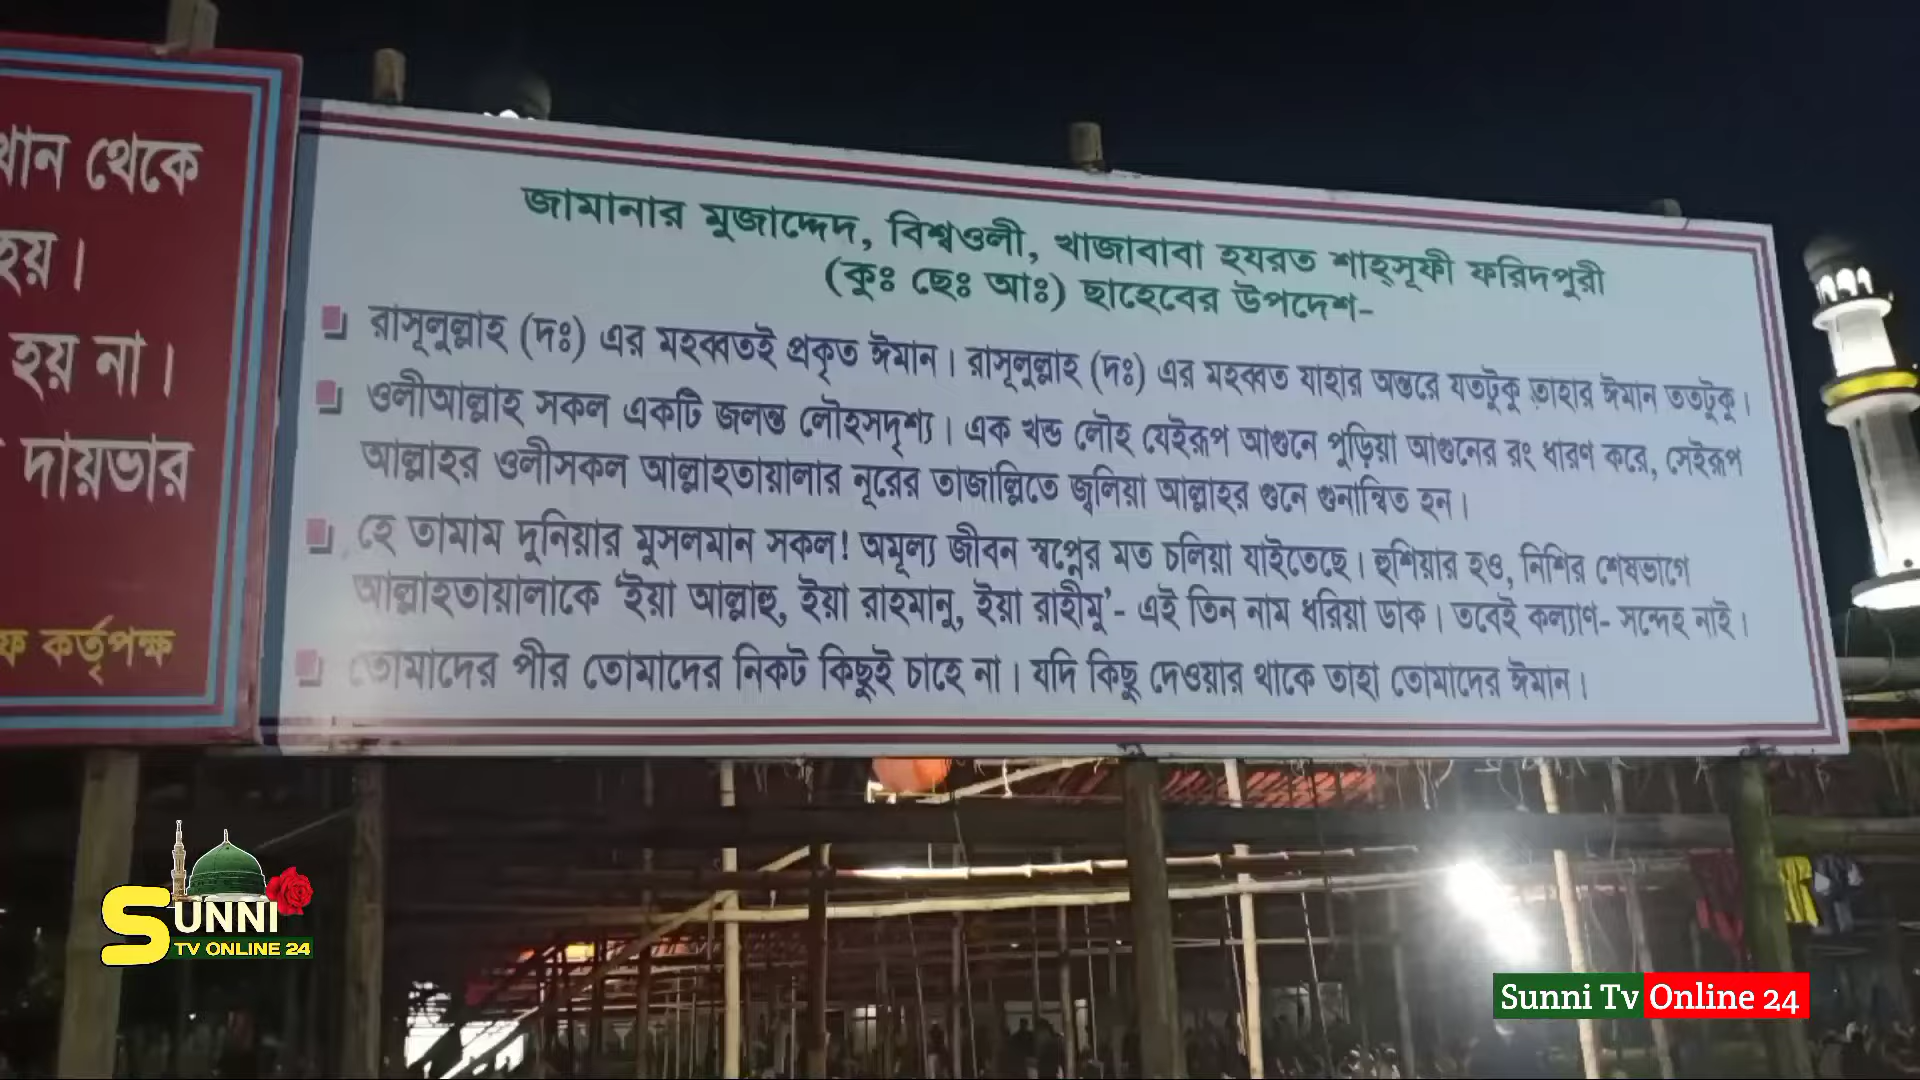 থান থেকে
হয়।
হয় না।
দায়ভার
ফ কর্তৃপক্ষ
জামানার মুজাদ্দেদ, বিশ্বওলী, খাজাবাবা হযরত শাহ্সূফী ফরিদপুরী
(কুঃ ছেঃ আঃ) ছাহেবের উপদেশ-
রাসূলুল্লাহ (দঃ) এর মহব্বতই প্রকৃত ঈমান। রাসূলুল্লাহ (দঃ) এর মহব্বত যাহার অন্তরে যতটুকু তাহার ঈমান ততটুকু।
ওলীআল্লাহ সকল একটি জলন্ত লৌহসদৃশ্য। এক খন্ড লৌহ যেইরূপ আগুনে পুড়িয়া আগুনের রং ধারণ করে, সেইরূপ
আল্লাহর ওলীসকল আল্লাহতায়ালার নূরের তাজাল্লিতে জ্বলিয়া আল্লাহর গুনে গুনান্বিত হন।
হে তামাম দুনিয়ার মুসলমান সকল! অমূল্য জীবন স্বপ্নের মত চলিয়া যাইতেছে। হুশিয়ার হও, নিশির শেষভাগে
আল্লাহতায়ালাকে ‘ইয়া আল্লাহু, ইয়া রাহমানু, ইয়া রাহীমু’- এই তিন নাম ধরিয়া ডাক। তবেই কল্যাণ- সন্দেহ নাই।
তোমাদের পীর তোমাদের নিকট কিছুই চাহে না। যদি কিছু দেওয়ার থাকে তাহা তোমাদের ঈমান।
SUNNI
TV ONLINE 24
Sunni Tv Online 24